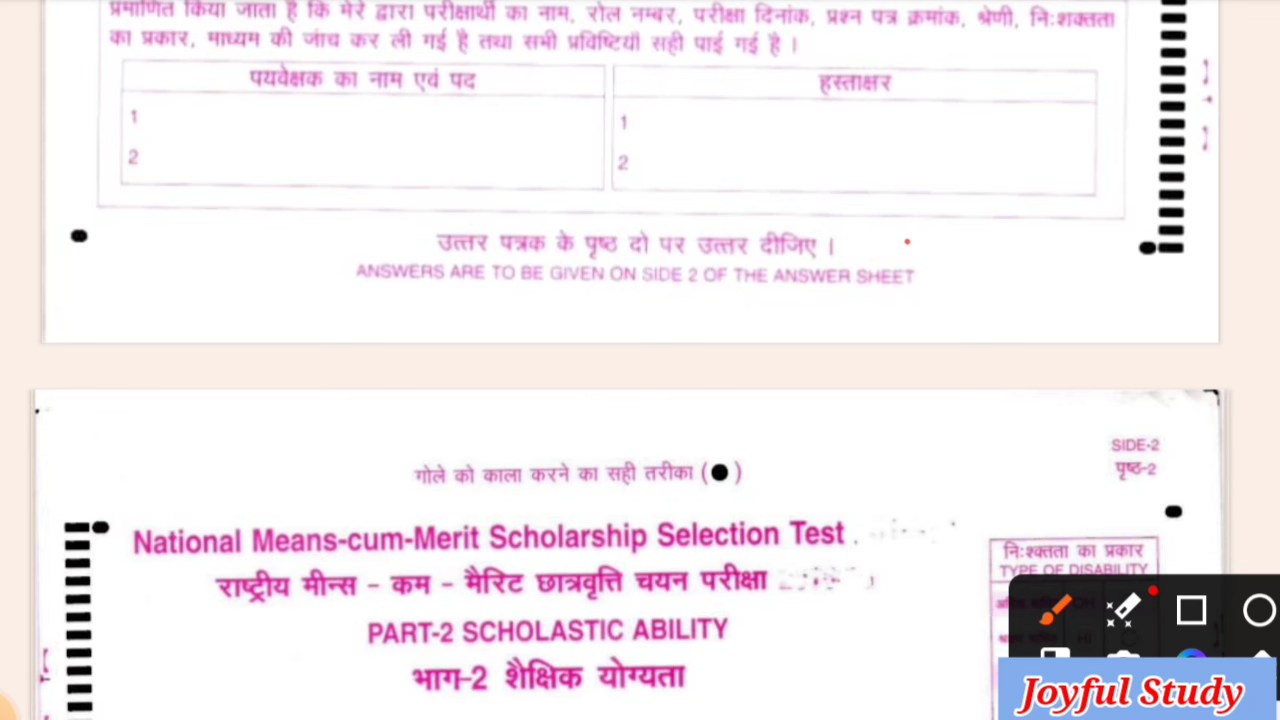 प्रमाणित किया जाता है कि मेरे द्वारा परीक्षार्थी का नाम, रोल नम्बर, परीक्षा दिनांक, प्रश्न पत्र क्रमांक, श्रेणी, निःशक्तता
का प्रकार, माध्यम की जांच कर ली गई है तथा सभी प्रविष्टियाँ सही पाई गई है ।
पयवेक्षक का नाम एवं पद
हस्ताक्षर
1
1
2
2
उत्तर पत्रक के पृष्ठ दो पर उत्तर दीजिए ।
ANSWERS ARE TO BE GIVEN ON SIDE 2 OF THE ANSWER SHEET
SIDE-2
पृष्ठ-2
गोले को काला करने का सही तरीका (●)
National Means-cum-Merit Scholarship Selection Test
राष्ट्रीय मीन्स - कम - मैरिट छात्रवृत्ति चयन परीक्षा
निःश्क्तता का प्रकार
TYPE OF DISABILITY
PART-2 SCHOLASTIC ABILITY
भाग-2 शैक्षिक योग्यता
OH
HI
Joyful Study